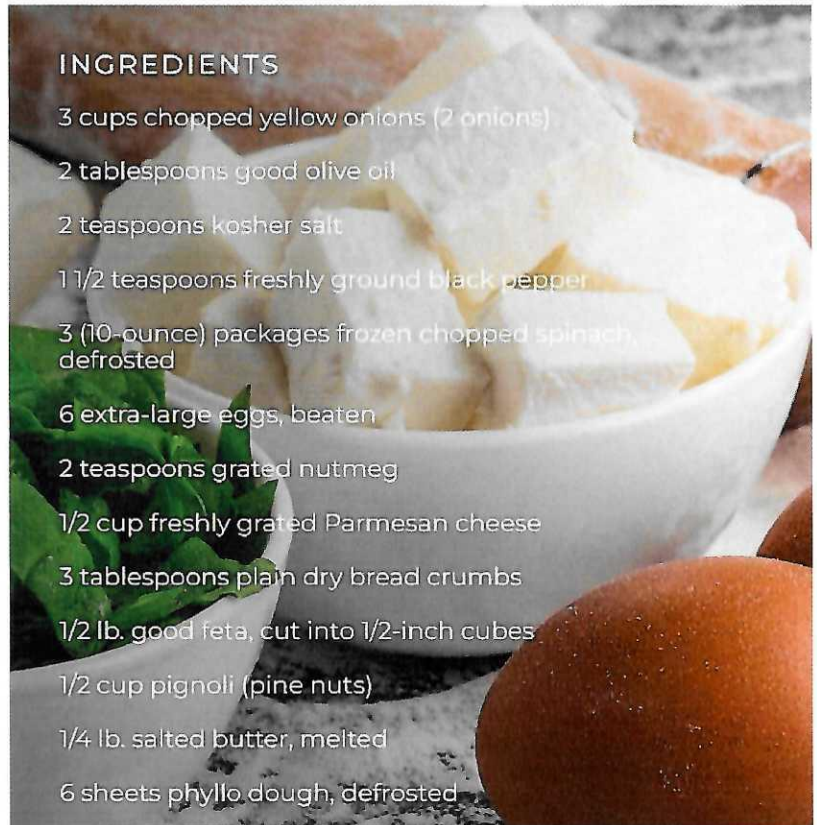 INGREDIENTS
3 cups chopped yellow onions (2 onions)
2 tablespoons good olive oil
2 teaspoons kosher salt
1 1/2 teaspoons freshly ground black pepper
3 (10-ounce) packages frozen chopped spinach,
defrosted
6 extra-large eggs, beaten
2 teaspoons grated nutmeg
1/2 cup freshly grated Parmesan cheese
3 tablespoons plain dry bread crumbs
1/2 lb. good feta, cut into 1/2-inch cubes
1/2 cup pignoli (pine nuts)
1/4 lb. salted butter, melted
6 sheets phyllo dough, defrosted